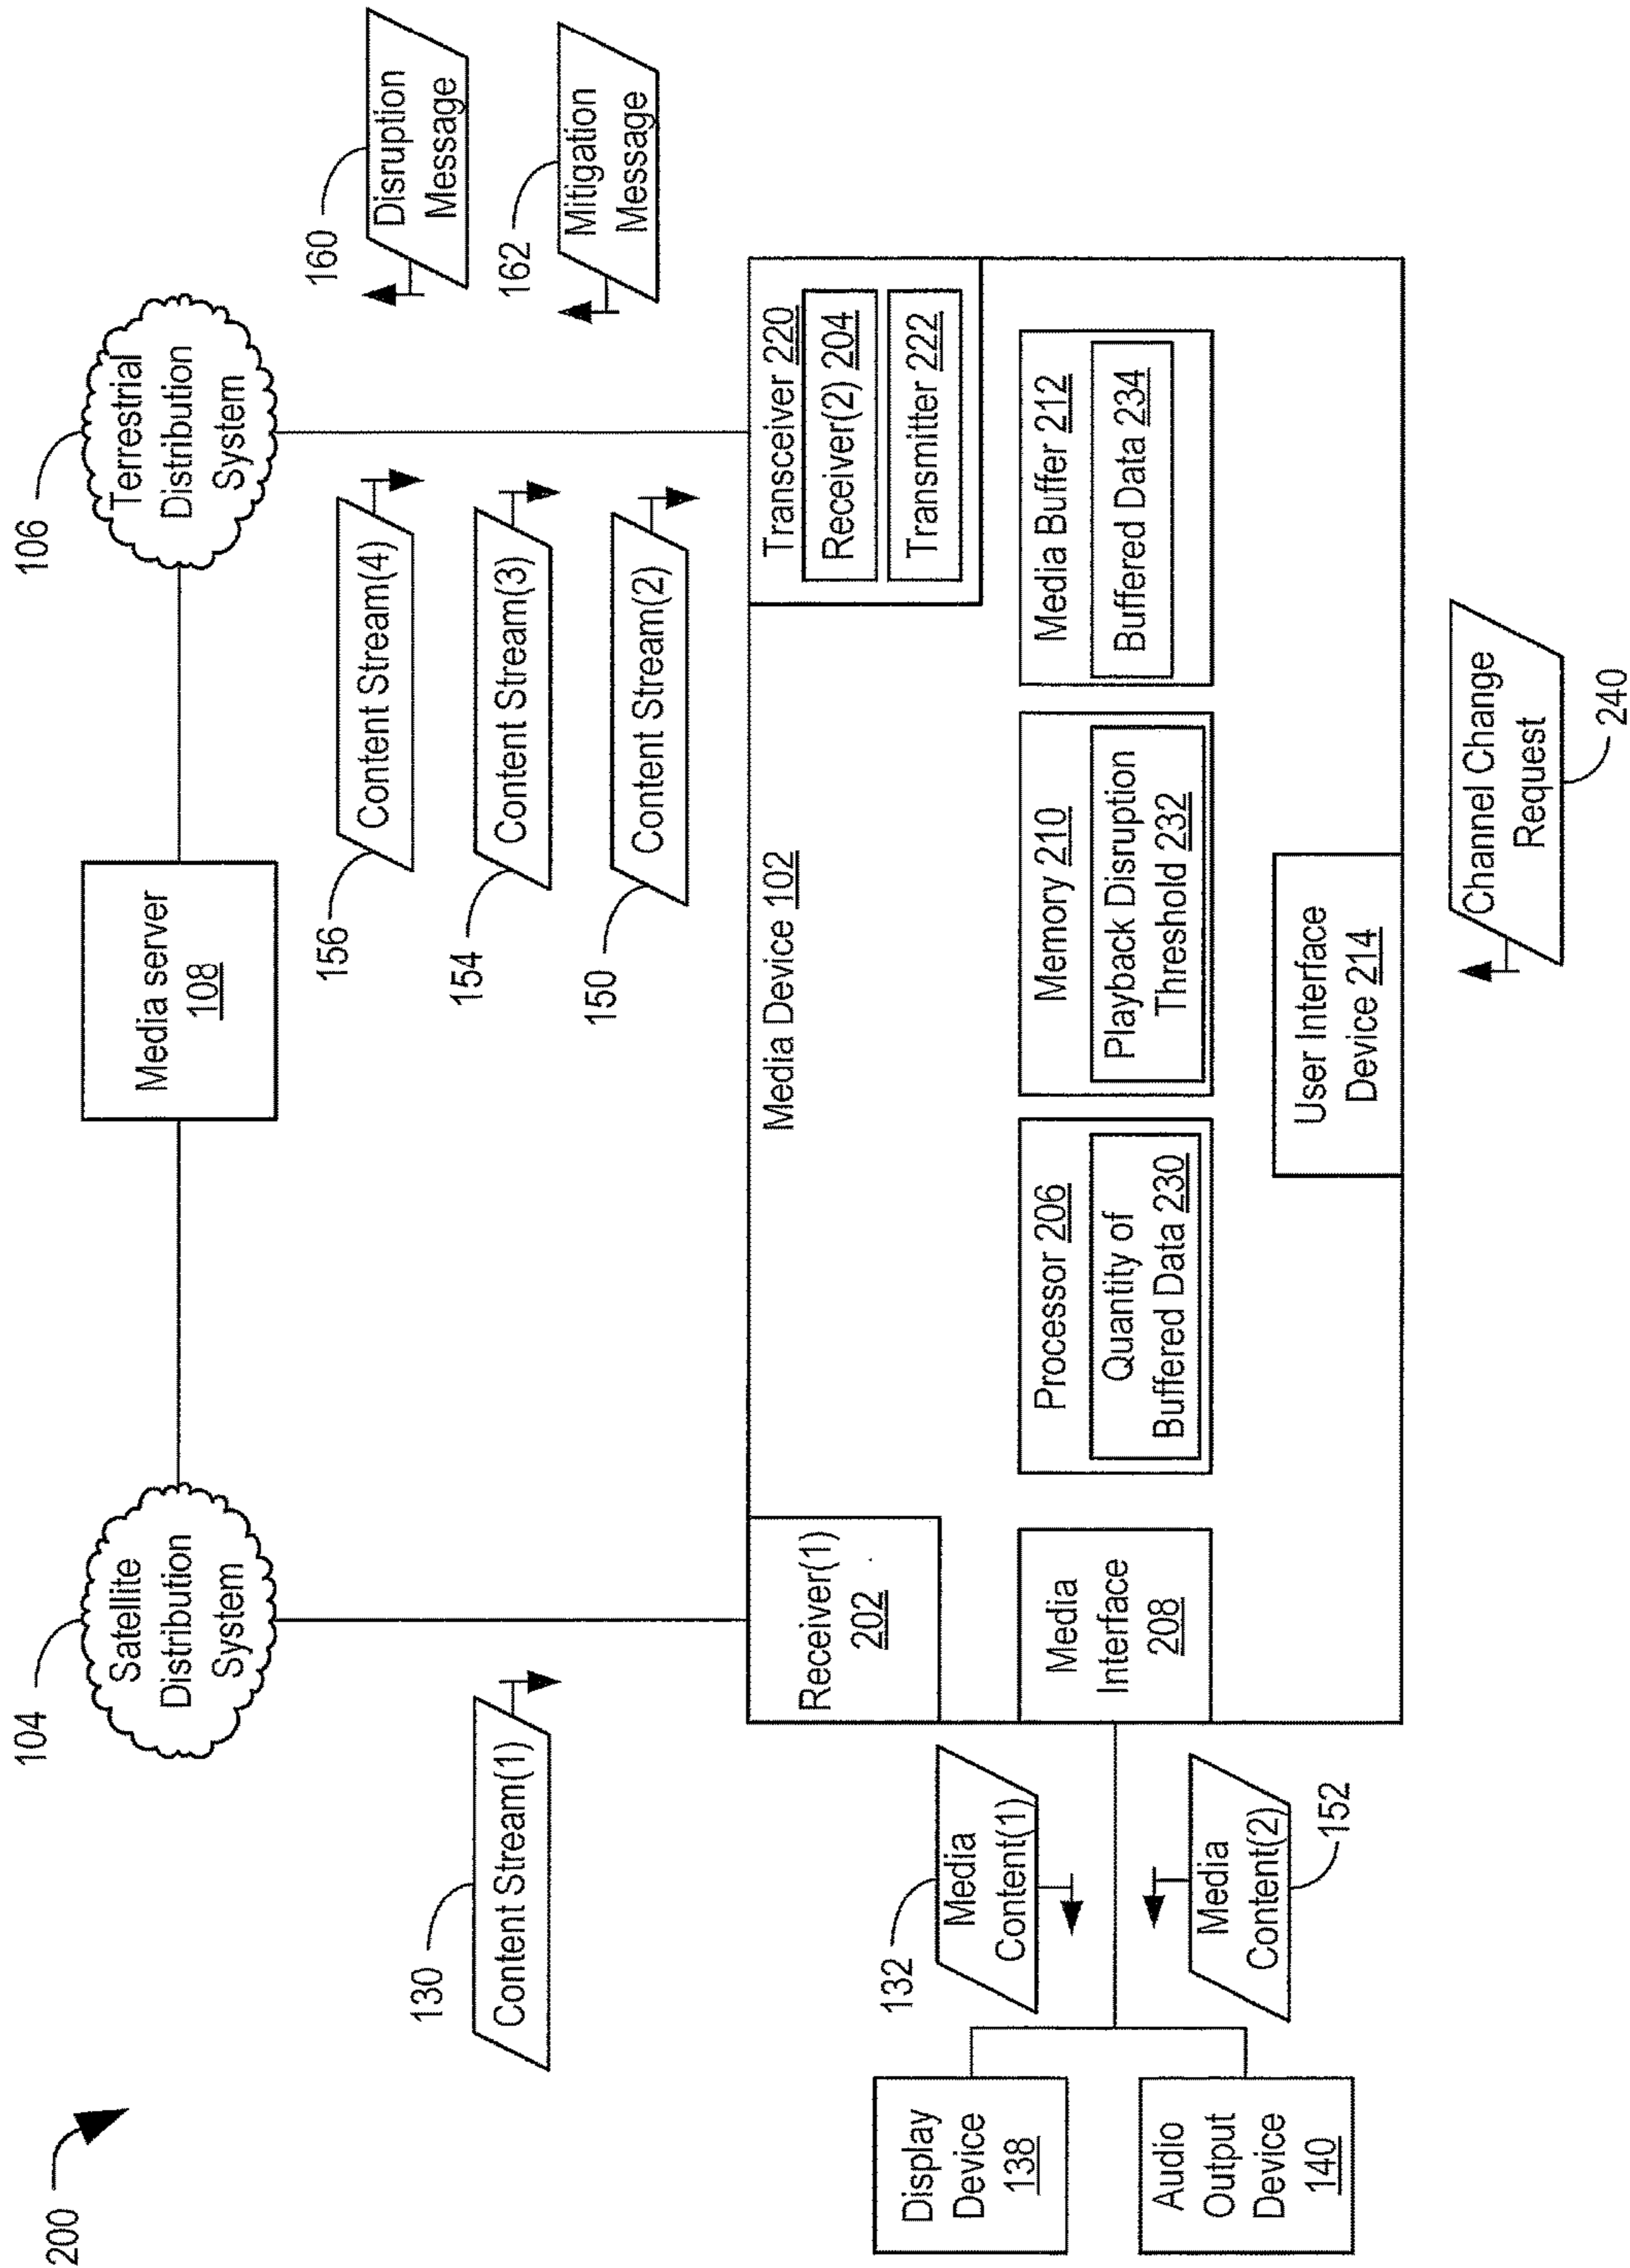 200
104
Satellite
Distribution
System
Media server
108
106
Terrestrial
Distribution
System
130
Content Stream(1)
156
Content Stream(4)
154
Content Stream(3)
150
Content Stream(2)
160
Disruption
Message
162
Mitigation
Message
Media Device 102
Receiver(1)
202
Transceiver 220
Receiver(2) 204
Transmitter 222
132
Media
Content(1)
Media
Content(2)
152
Display
Device
138
Audio
Output
Device
140
Media
Interface
208
Processor 206
Quantity of
Buffered Data 230
Memory 210
Playback Disruption
Threshold 232
Media Buffer 212
Buffered Data 234
User Interface
Device 214
Channel Change
Request
240